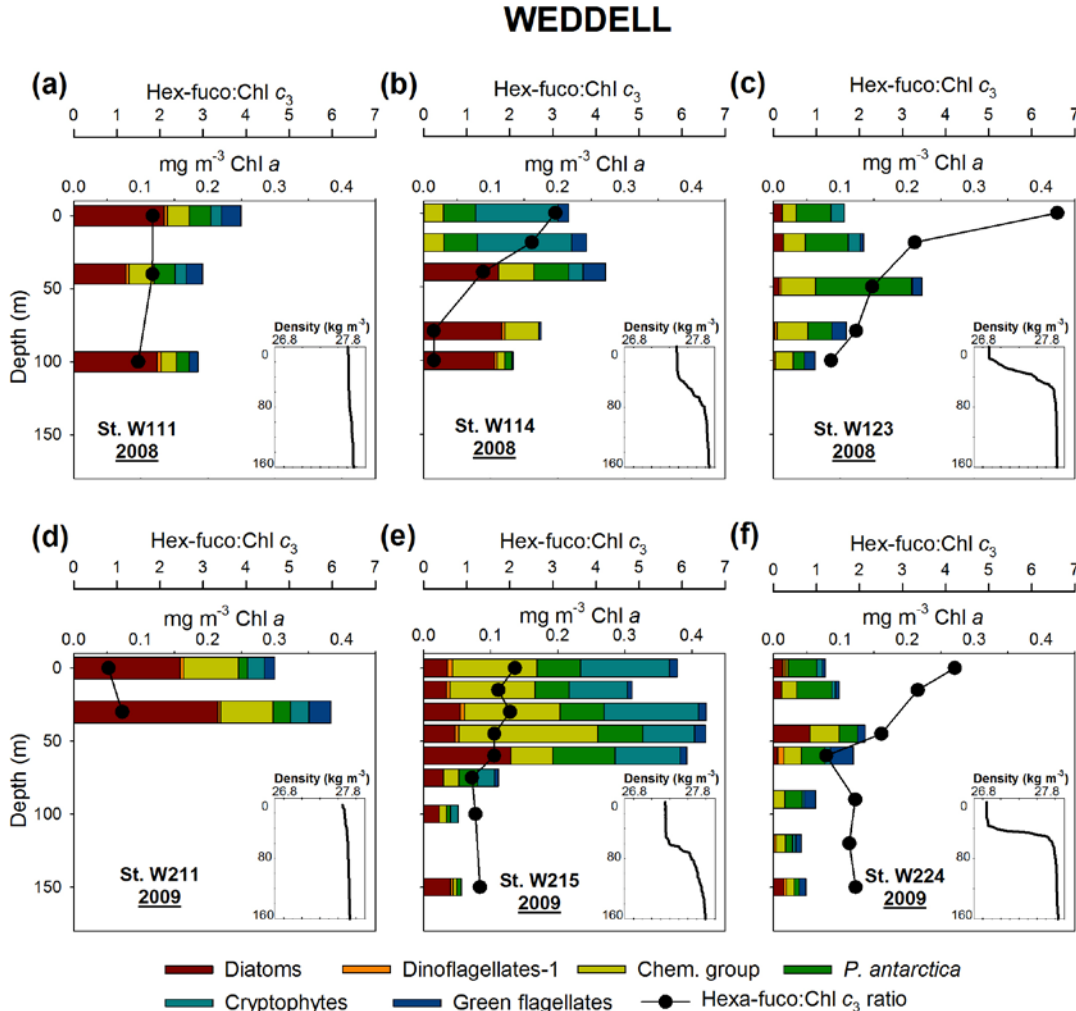 WEDDELL
(a) (b) (c)
Hex-fuco:Chl c3 Hex-fuco:Chl c3 Hex-fuco:Chl c3
0 1 2 3 4 5 6 7 0 1 2 3 4 5 6 7 0 1 2 3 4 5 6 7
mg m-3 Chl a mg m-3 Chl a mg m-3 Chl a
0.0 0.1 0.2 0.3 0.4 0.0 0.1 0.2 0.3 0.4 0.0 0.1 0.2 0.3 0.4
0
50
100
150
Depth (m)
Density (kg m-3) Density (kg m-3) Density (kg m-3)
26.8 27.8 26.8 27.8 26.8 27.8
0 0 0
80 80 80
160 160 160
St. W111 St. W114 St. W123
2008 2008 2008
(d) (e) (f)
Hex-fuco:Chl c3 Hex-fuco:Chl c3 Hex-fuco:Chl c3
0 1 2 3 4 5 6 7 0 1 2 3 4 5 6 7 0 1 2 3 4 5 6 7
mg m-3 Chl a mg m-3 Chl a mg m-3 Chl a
0.0 0.1 0.2 0.3 0.4 0.0 0.1 0.2 0.3 0.4 0.0 0.1 0.2 0.3 0.4
0
50
100
150
Depth (m)
Density (kg m-3) Density (kg m-3) Density (kg m-3)
26.8 27.8 26.8 27.8 26.8 27.8
0 0 0
80 80 80
160 160 160
St. W211 St. W215 St. W224
2009 2009 2009
Diatoms Dinoflagellates-1 Chem. group P. antarctica
Cryptophytes Green flagellates Hexa-fuco:Chl c3 ratio